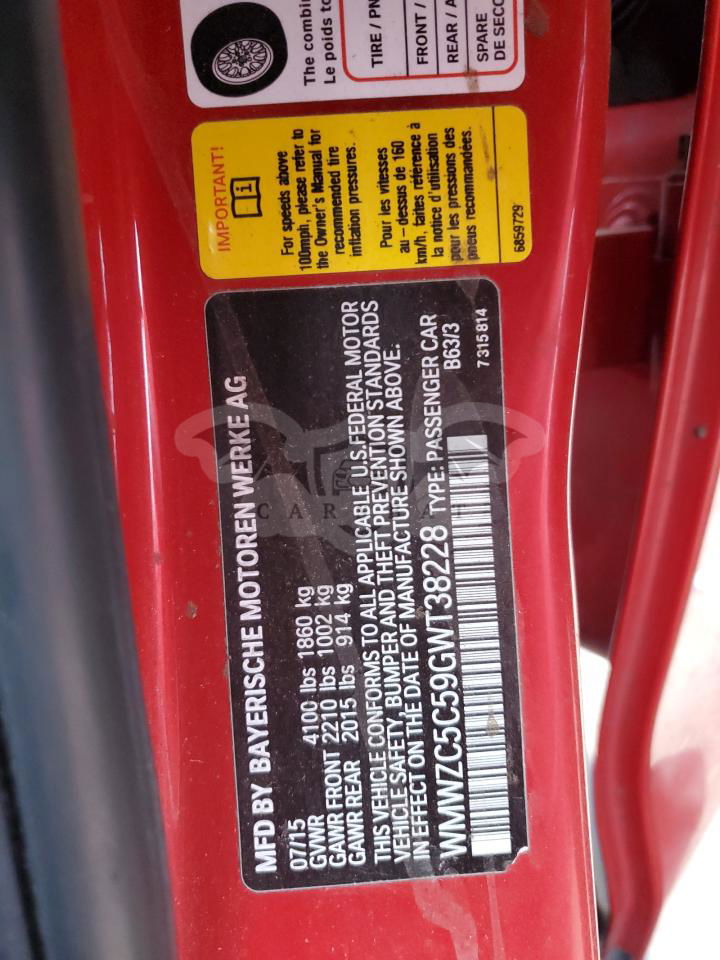 The combin
Le poids to
TIRE / PN
FRONT /
REAR / A
SPARE
DE SECO
IMPORTANT!
For speeds above
100mph, please refer to
the Owner's Manual for
recommended tire
inflation pressures.
Pour les vitesses
au - dessus de 160
km/h, faites référence à
la notice d'utilisation
pour les pressions des
pneus recommandées.
6859729
MFD BY BAYERISCHE MOTOREN WERKE AG
07/15
GVWR 4100 lbs 1860 kg
GAWR FRONT 2210 lbs 1002 kg
GAWR REAR 2015 lbs 914 kg
THIS VEHICLE CONFORMS TO ALL APPLICABLE U.S.FEDERAL MOTOR
VEHICLE SAFETY, BUMPER AND THEFT PREVENTION STANDARDS
IN EFFECT ON THE DATE OF MANUFACTURE SHOWN ABOVE.
WMWZC5C59GWT38228 TYPE: PASSENGER CAR
B63/3
7315814